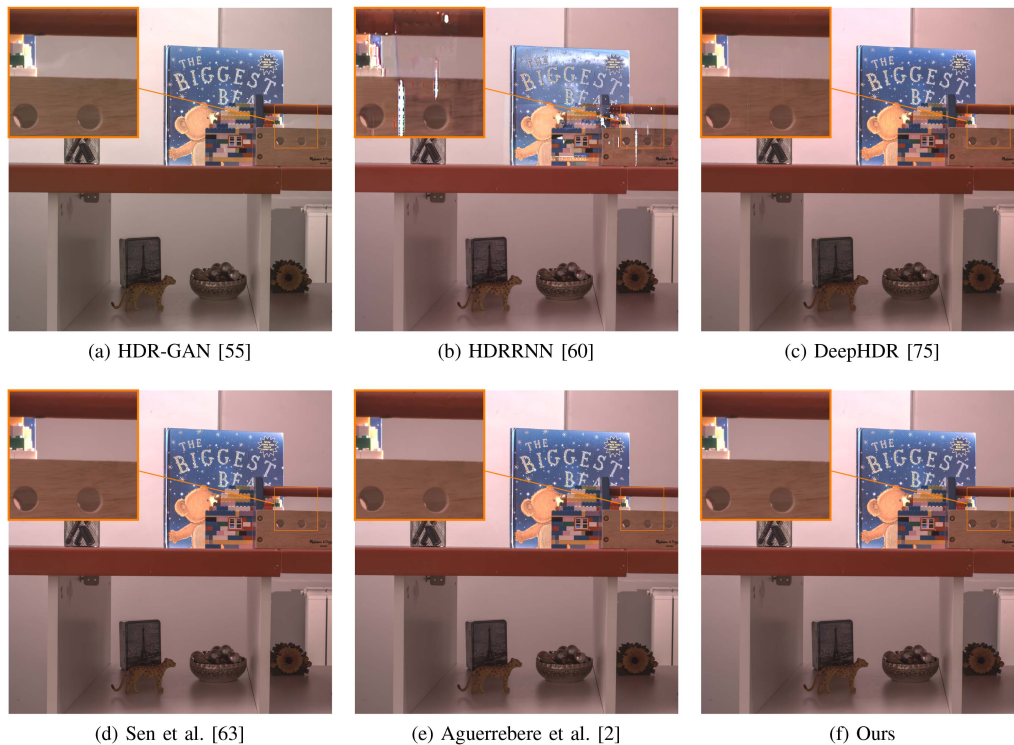 THE
BIGGEST
BEA
THE
BIGGEST
BEA
THE
BIGGEST
BEA
(a) HDR-GAN [55]
(b) HDRRNN [60]
(c) DeepHDR [75]
THE
BIGGEST
BEA
THE
BIGGEST
BEA
THE
BIGGEST
BEA
(d) Sen et al. [63]
(e) Aguerrebere et al. [2]
(f) Ours